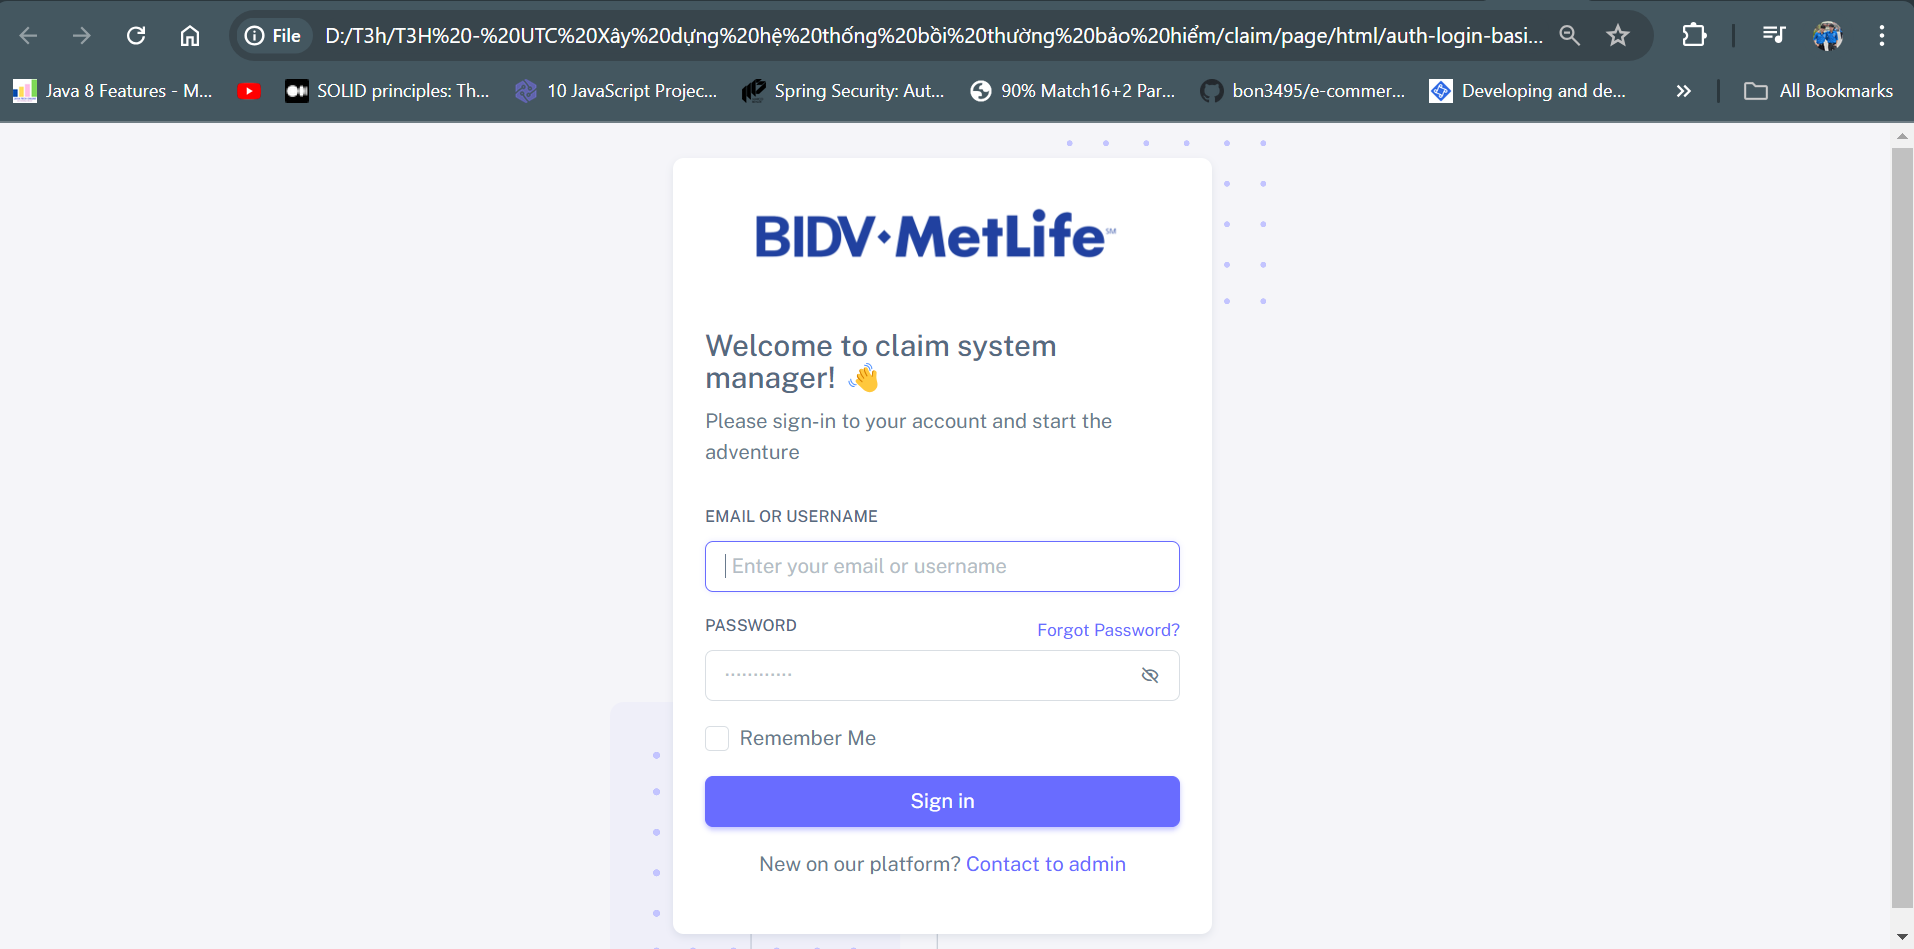 File
D:/T3h/T3H%20-%20UTC%20Xây%20dựng%20hệ%20thống%20bồi%20thường%20bảo%20hiểm/claim/page/html/auth-login-basi...
Java 8 Features - M...
SOLID principles: Th...
10 JavaScript Projec...
Spring Security: Aut...
90% Match16+2 Par...
bon3495/e-commer...
Developing and de...
All Bookmarks
BIDV MetLife SM
Welcome to claim system
manager! 👋
Please sign-in to your account and start the
adventure
EMAIL OR USERNAME
Enter your email or username
PASSWORD
Forgot Password?
············
Remember Me
Sign in
New on our platform? Contact to admin